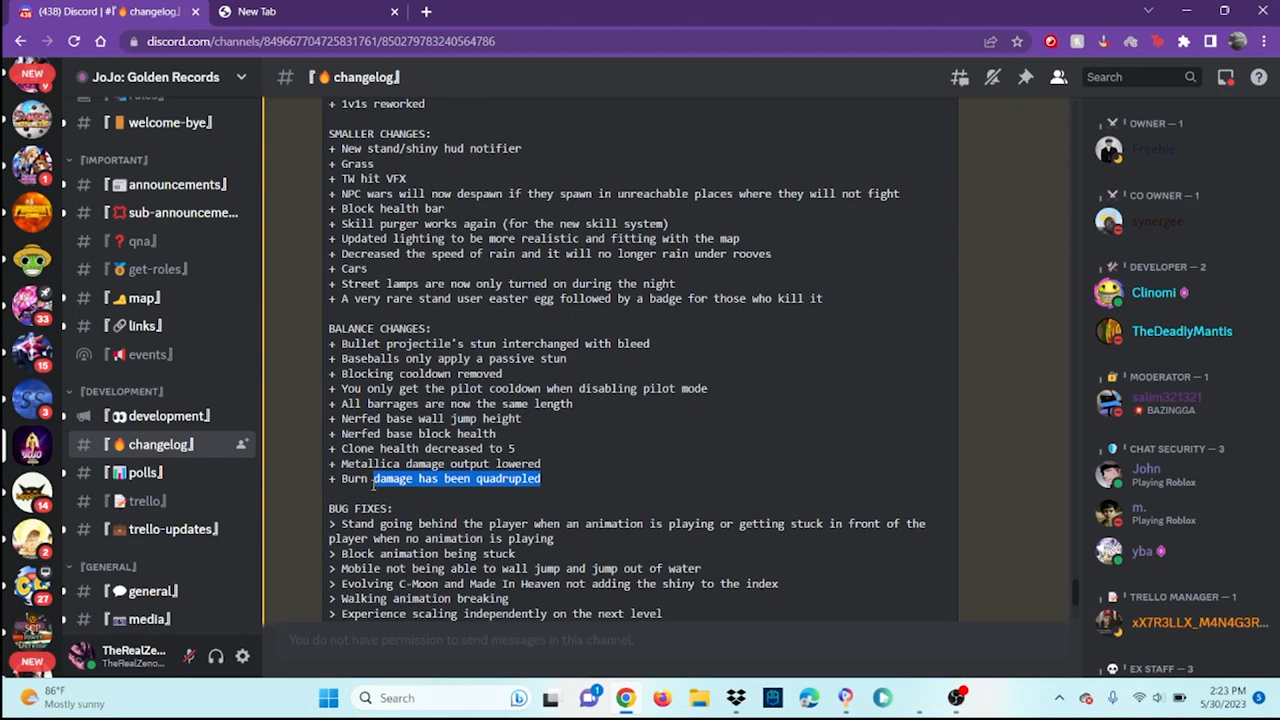 (438) Discord | #『🔥changelog』
New Tab
discord.com/channels/849667704725831761/850279783240564786
NEW
1
33
15
3
14
2
27
NEW
JoJo: Golden Records
『🔥changelog』
Search
『🟧welcome-bye』
『IMPORTANT』
『📰announcements』
『💢sub-announceme...
『❓qna』
『🏅get-roles』
『map』
『🔗links』
『📢events』
『DEVELOPMENT』
『👀development』
『🔥changelog』
『📊polls』
『📝trello』
『💼trello-updates』
『GENERAL』
『💬general』
『📷media』
TheRealZe...
TheRealZeno...
+ 1v1s reworked
SMALLER CHANGES:
+ New stand/shiny hud notifier
+ Grass
+ TW hit VFX
+ NPC wars will now despawn if they spawn in unreachable places where they will not fight
+ Block health bar
+ Skill purger works again (for the new skill system)
+ Updated lighting to be more realistic and fitting with the map
+ Decreased the speed of rain and it will no longer rain under rooves
+ Cars
+ Street lamps are now only turned on during the night
+ A very rare stand user easter egg followed by a badge for those who kill it
BALANCE CHANGES:
+ Bullet projectile's stun interchanged with bleed
+ Baseballs only apply a passive stun
+ Blocking cooldown removed
+ You only get the pilot cooldown when disabling pilot mode
+ All barrages are now the same length
+ Nerfed base wall jump height
+ Nerfed base block health
+ Clone health decreased to 5
+ Metallica damage output lowered
+ Burn damage has been quadrupled
BUG FIXES:
> Stand going behind the player when an animation is playing or getting stuck in front of the
player when no animation is playing
> Block animation being stuck
> Mobile not being able to wall jump and jump out of water
> Evolving C-Moon and Made In Heaven not adding the shiny to the index
> Walking animation breaking
> Experience scaling independently on the next level
You do not have permission to send messages in this channel.
OWNER — 1
Freebie
CO OWNER — 1
synergee
DEVELOPER — 2
Clinomi
TheDeadlyMantis
MODERATOR — 1
salim321321
BAZINGGA
CHAT SECURITY — 3
John
Playing Roblox
m.
Playing Roblox
yba
TRELLO MANAGER — 1
xX7R3LLX_M4N4G3R...
EX STAFF — 3
86°F
Mostly sunny
Search
1
2:23 PM
5/30/2023
5